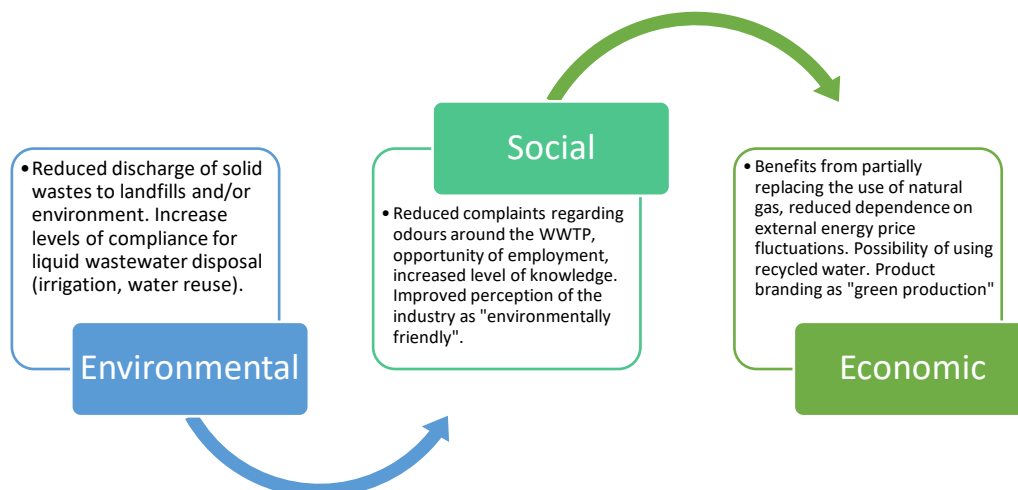 •Reduced discharge of solid
wastes to landfills and/or
environment. Increase
levels of compliance for
liquid wastewater disposal
(irrigation, water reuse).
Environmental
Social
•Reduced complaints regarding
odours around the WWTP,
opportunity of employment,
increased level of knowledge.
Improved perception of the
industry as "environmentally
friendly".
•Benefits from partially
replacing the use of natural
gas, reduced dependence on
external energy price
fluctuations. Possibility of using
recycled water. Product
branding as "green production"
Economic